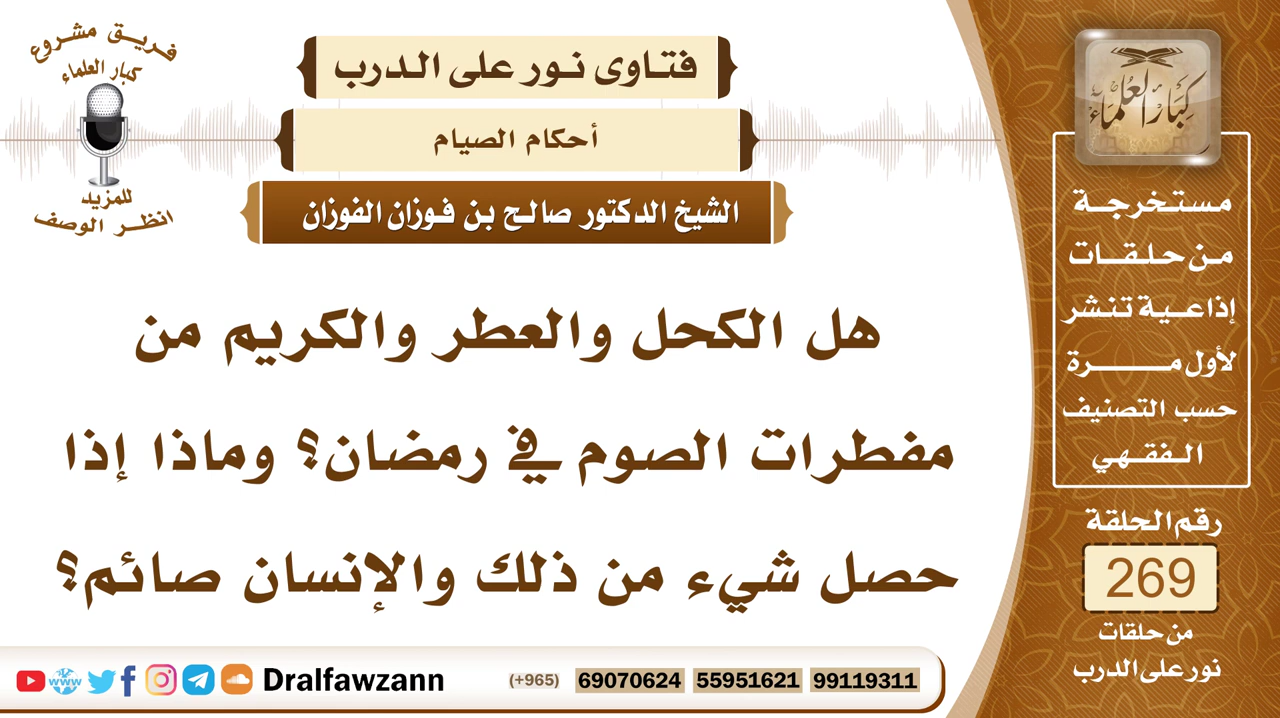 فريق مشروع
كبار العلماء
للمزيد
انظر الوصف
فتاوى نور على الدرب
أحكام الصيام
الشيخ الدكتور صالح بن فوزان الفوزان
هل الكحل والعطر والكريم من
مفطرات الصوم في رمضان؟ وماذا إذا
حصل شيء من ذلك والإنسان صائم؟
كبار العلماء
مستخرجة
من حلقات
إذاعية تنشر
لأول مرة
حسب التصنيف
الفقهي
رقم الحلقة
269
من حلقات
نور على الدرب
www Dralfawzann (+965) 69070624 55951621 99119311